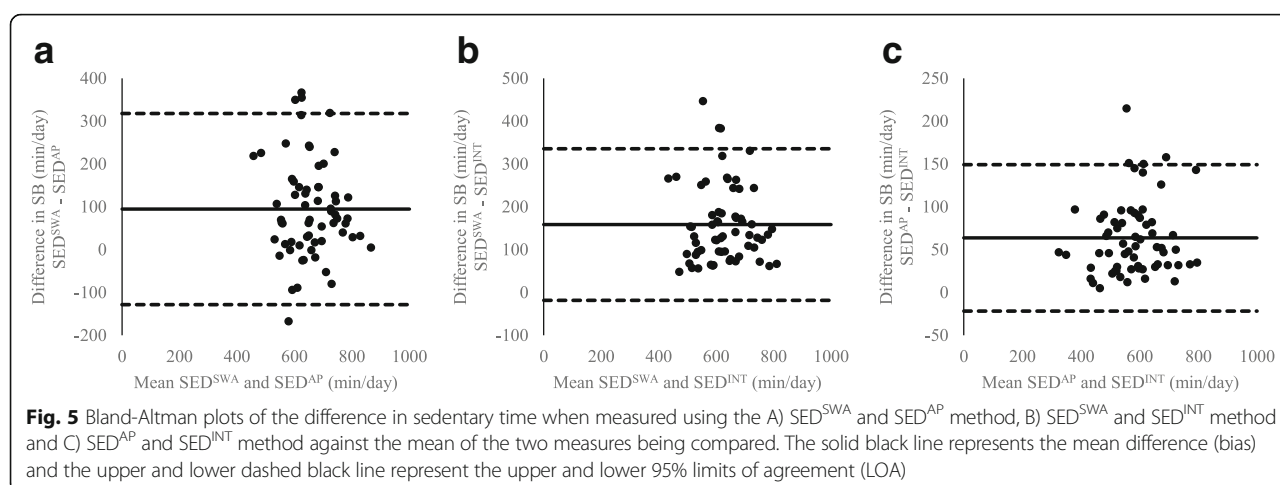 a
400
300
200
100
0
-100
-200
0 200 400 600 800 1000
Difference in SB (min/day)
SED^SWA - SED^AP
Mean SED^SWA and SED^AP (min/day)
b
500
400
300
200
100
0
-100
0 200 400 600 800 1000
Difference in SB (min/day)
SED^SWA - SED^INT
Mean SED^SWA and SED^INT (min/day)
c
250
200
150
100
50
0
-50
0 200 400 600 800 1000
Difference in SB (min/day)
SED^AP - SED^INT
Mean SED^AP and SED^INT (min/day)
Fig. 5 Bland-Altman plots of the difference in sedentary time when measured using the A) SED^SWA and SED^AP method, B) SED^SWA and SED^INT method
and C) SED^AP and SED^INT method against the mean of the two measures being compared. The solid black line represents the mean difference (bias)
and the upper and lower dashed black line represent the upper and lower 95% limits of agreement (LOA)